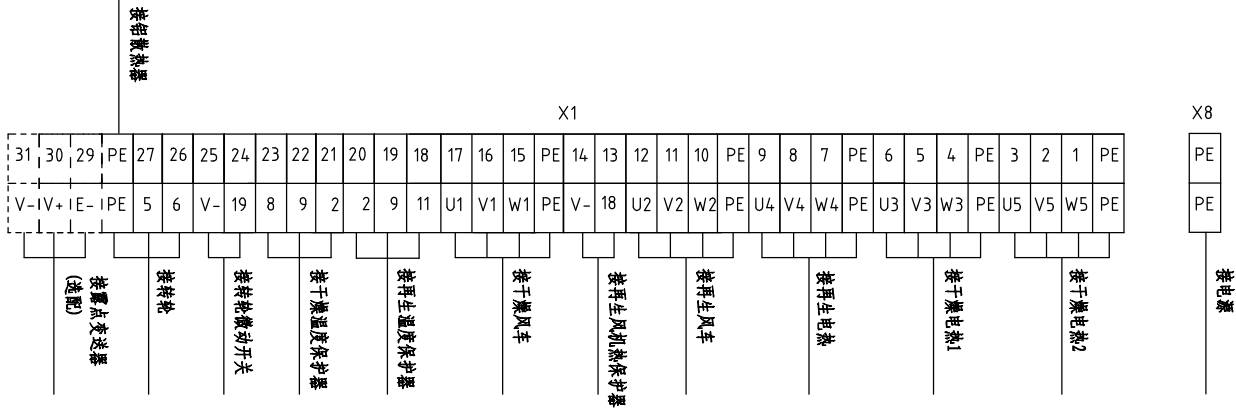 接铝散热器
X1
X8
31 30 29 PE 27 26 25 24 23 22 21 20 19 18 17 16 15 PE 14 13 12 11 10 PE 9 8 7 PE 6 5 4 PE 3 2 1 PE
PE
V- V+ E- PE 5 6 V- 19 8 9 2 2 9 11 U1 V1 W1 PE V- 18 U2 V2 W2 PE U4 V4 W4 PE U3 V3 W3 PE U5 V5 W5 PE
PE
接露点变送器
(选配)
接转轮
接转轮微动开关
接干燥温度保护器
接再生温度保护器
接干燥风车
接再生风机热保护器
接再生风车
接再生电热
接干燥电热1
接干燥电热2
接电源